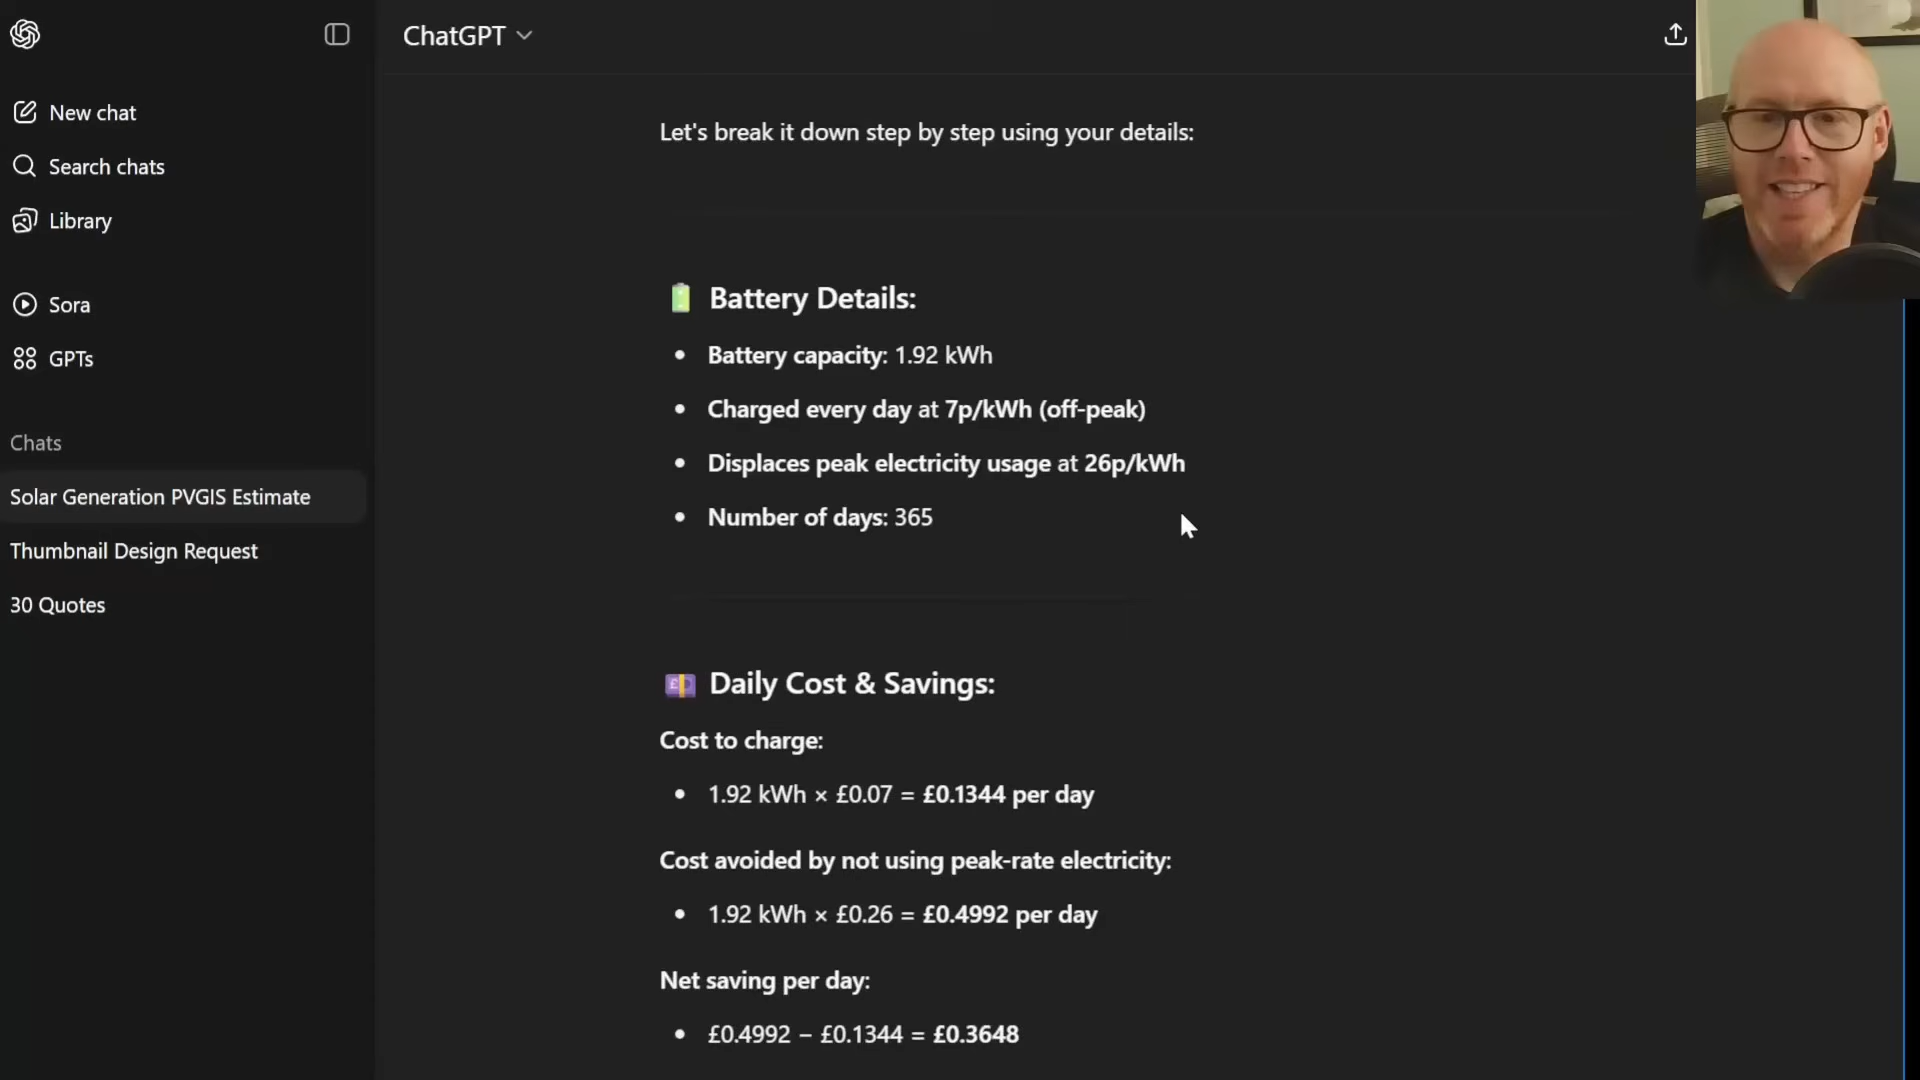 ChatGPT
New chat
Search chats
Library
Sora
GPTs
Chats
Solar Generation PVGIS Estimate
Thumbnail Design Request
30 Quotes
Let's break it down step by step using your details:
Battery Details:
Battery capacity: 1.92 kWh
Charged every day at 7p/kWh (off-peak)
Displaces peak electricity usage at 26p/kWh
Number of days: 365
Daily Cost & Savings:
Cost to charge:
1.92 kWh × £0.07 = £0.1344 per day
Cost avoided by not using peak-rate electricity:
1.92 kWh × £0.26 = £0.4992 per day
Net saving per day:
£0.4992 − £0.1344 = £0.3648